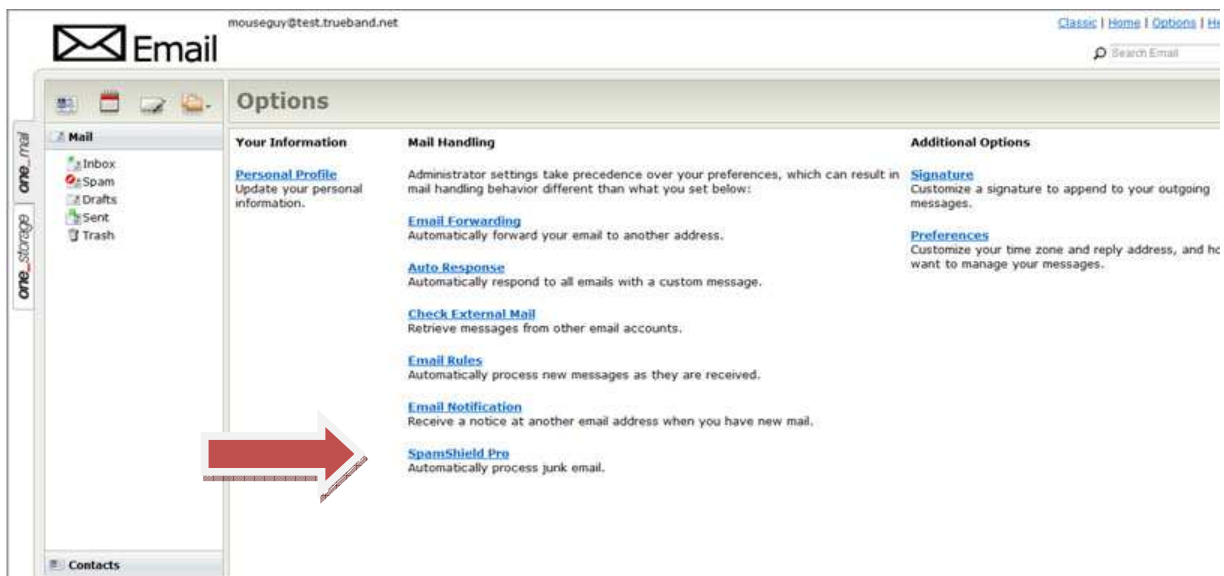 mouseguy@test.trueband.net
Classic | Home | Options |
Email
Search Email
Options
one_mail
one_storage
Mail
Inbox
Spam
Drafts
Sent
Trash
Contacts
Your Information
Personal Profile
Update your personal
information.
Mail Handling
Administrator settings take precedence over your preferences, which can result in
mail handling behavior different than what you set below:
Email Forwarding
Automatically forward your email to another address.
Auto Response
Automatically respond to all emails with a custom message.
Check External Mail
Retrieve messages from other email accounts.
Email Rules
Automatically process new messages as they are received.
Email Notification
Receive a notice at another email address when you have new mail.
SpamShield Pro
Automatically process junk email.
Additional Options
Signature
Customize a signature to append to your outgoing
messages.
Preferences
Customize your time zone and reply address, and
want to manage your messages.